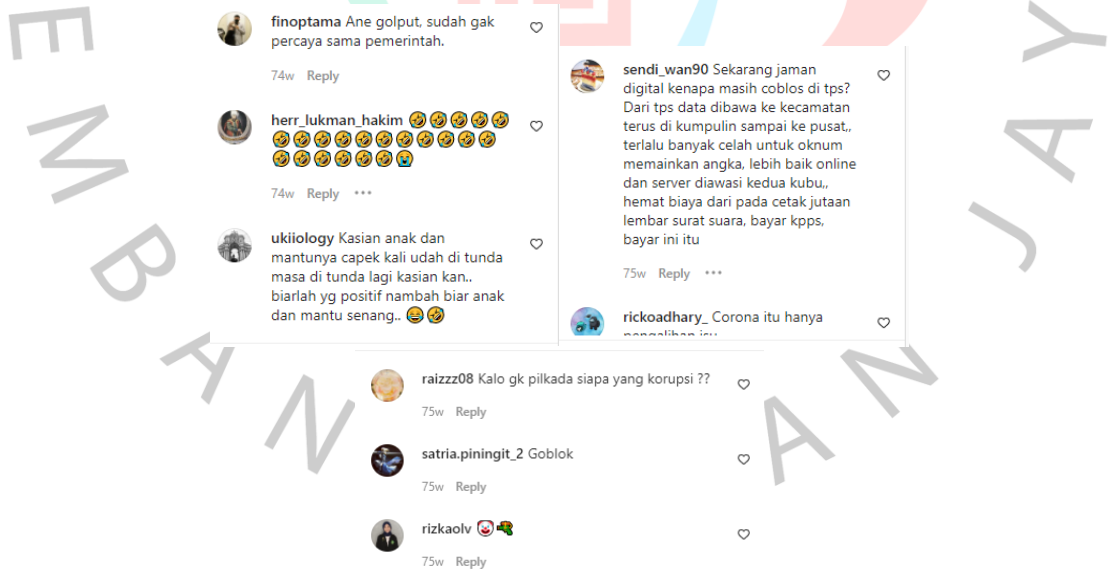 finoptama Ane golput, sudah gak
percaya sama pemerintah.
74w Reply
herr_lukman_hakim 🤣🤣🤣🤣🤣
🤣🤣🤣🤣🤣🤣🤣🤣🤣🤣🤣
🤣🤣🤣🤣🤣🤣😭
74w Reply •••
ukiiology Kasian anak dan
mantunya capek kali udah di tunda
masa di tunda lagi kasian kan..
biarlah yg positif nambah biar anak
dan mantu senang.. 😂🤣
sendi_wan90 Sekarang jaman
digital kenapa masih coblos di tps?
Dari tps data dibawa ke kecamatan
terus di kumpulin sampai ke pusat,,
terlalu banyak celah untuk oknum
memainkan angka, lebih baik online
dan server diawasi kedua kubu,,
hemat biaya dari pada cetak jutaan
lembar surat suara, bayar kpps,
bayar ini itu
75w Reply •••
rickoadhary_ Corona itu hanya
pengalihan isu
raizzz08 Kalo gk pilkada siapa yang korupsi ??
75w Reply
satria.piningit_2 Goblok
75w Reply
rizkaolv 🤡🔫
75w Reply
EMBAN
AN JAY